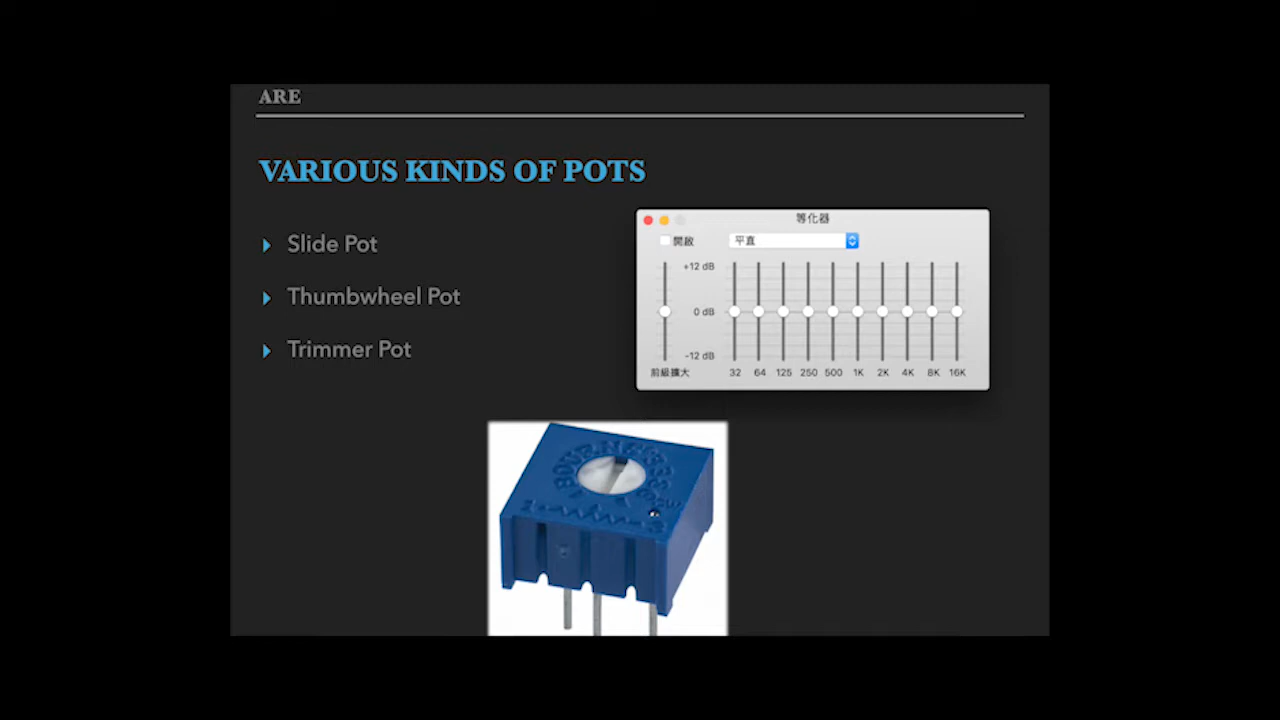 ARE
VARIOUS KINDS OF POTS
Slide Pot
Thumbwheel Pot
Trimmer Pot
等化器
開啟
平直
+12 dB
0 dB
-12 dB
前級擴大 32 64 125 250 500 1K 2K 4K 8K 16K
BOURNS